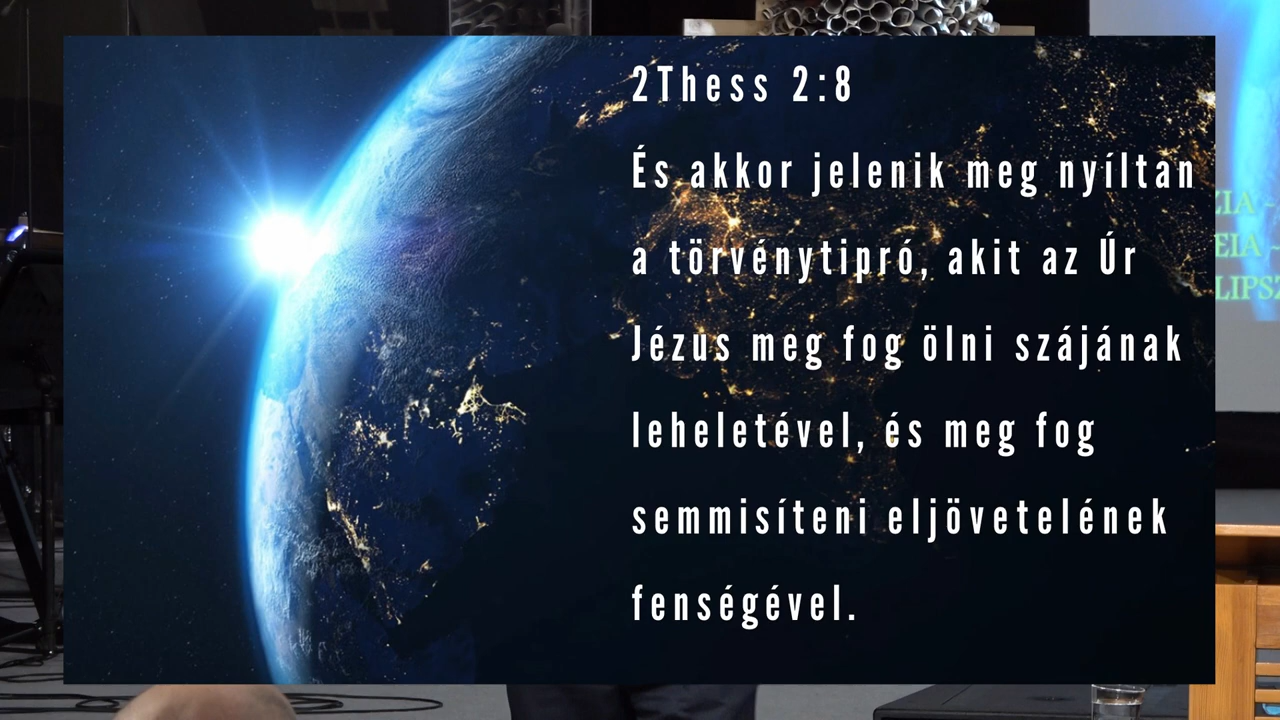 2Thess 2:8
És akkor jelenik meg nyíltan
a törvénytipró, akit az Úr
Jézus meg fog ölni szájának
leheletével, és meg fog
semmisíteni eljövetelének
fenségével.